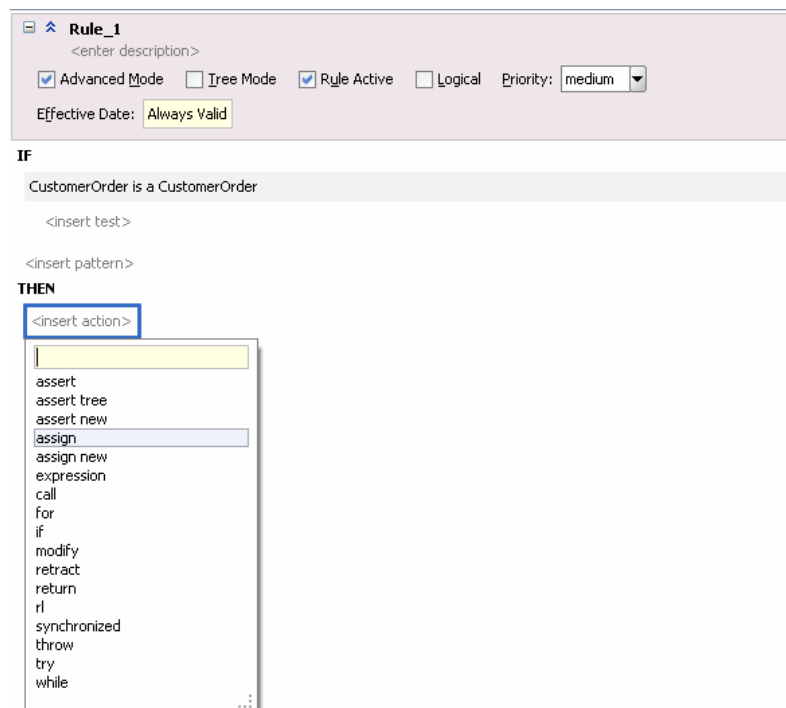 Rule_1
<enter description>
Advanced Mode Tree Mode Rule Active Logical Priority: medium
Effective Date: Always Valid
IF
CustomerOrder is a CustomerOrder
<insert test>
<insert pattern>
THEN
<insert action>
assert
assert tree
assert new
assign
assign new
expression
call
for
if
modify
retract
return
rl
synchronized
throw
try
while